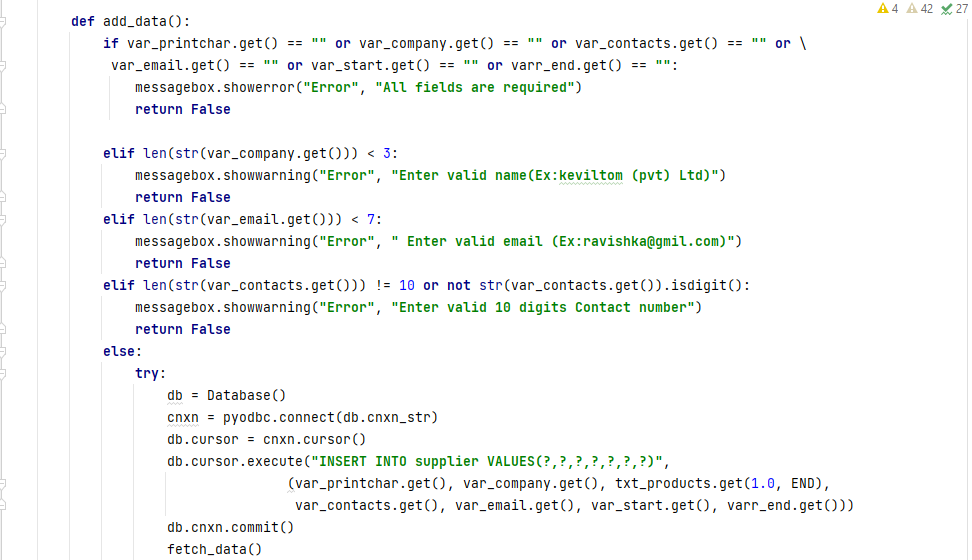 4 42 27
def add_data():
if var_printchar.get() == "" or var_company.get() == "" or var_contacts.get() == "" or \
var_email.get() == "" or var_start.get() == "" or varr_end.get() == "":
messagebox.showerror("Error", "All fields are required")
return False
elif len(str(var_company.get())) < 3:
messagebox.showwarning("Error", "Enter valid name(Ex:keviltom (pvt) Ltd)")
return False
elif len(str(var_email.get())) < 7:
messagebox.showwarning("Error", " Enter valid email (Ex:ravishka@gmil.com)")
return False
elif len(str(var_contacts.get())) != 10 or not str(var_contacts.get()).isdigit():
messagebox.showwarning("Error", "Enter valid 10 digits Contact number")
return False
else:
try:
db = Database()
cnxn = pyodbc.connect(db.cnxn_str)
db.cursor = cnxn.cursor()
db.cursor.execute("INSERT INTO supplier VALUES(?,?,?,?,?,?,?)",
(var_printchar.get(), var_company.get(), txt_products.get(1.0, END),
var_contacts.get(), var_email.get(), var_start.get(), varr_end.get()))
db.cnxn.commit()
fetch_data()